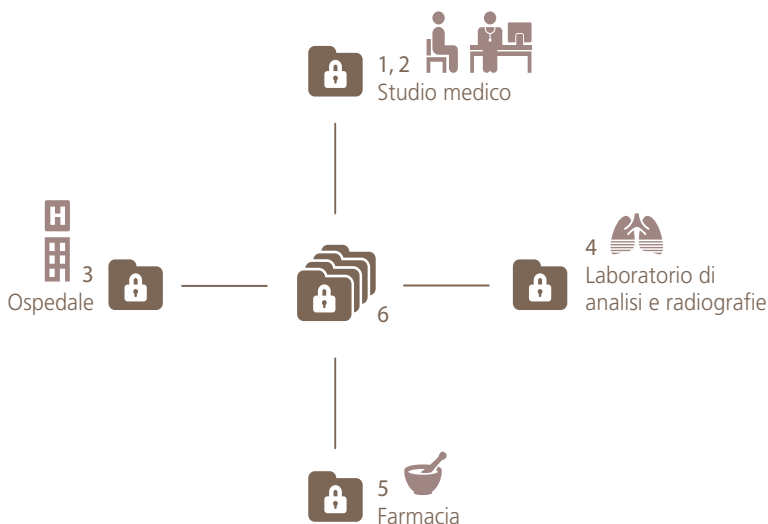 1, 2
Studio medico
H
3
Ospedale
4
Laboratorio di
analisi e radiografie
6
5
Farmacia